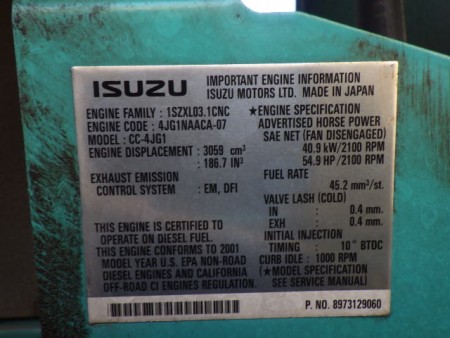 ISUZU
IMPORTANT ENGINE INFORMATION
ISUZU MOTORS LTD. MADE IN JAPAN
ENGINE FAMILY : 1SZXL03.1CNC
ENGINE CODE : 4JG1NAACA-07
MODEL : CC-4JG1
ENGINE DISPLACEMENT : 3059 cm³
: 186.7 IN³
EXHAUST EMISSION
CONTROL SYSTEM : EM, DFI
THIS ENGINE IS CERTIFIED TO
OPERATE ON DIESEL FUEL.
THIS ENGINE CONFORMS TO 2001
MODEL YEAR U.S. EPA NON-ROAD
DIESEL ENGINES AND CALIFORNIA
OFF-ROAD CI ENGINES REGULATION.
★ENGINE SPECIFICATION
ADVERTISED HORSE POWER
SAE NET (FAN DISENGAGED)
40.9 kW/2100 RPM
54.9 HP/2100 RPM
FUEL RATE
45.2 mm³/st.
VALVE LASH (COLD)
IN : 0.4 mm.
EXH : 0.4 mm.
INITIAL INJECTION
TIMING : 10° BTDC
CURB IDLE : 1000 RPM
(★MODEL SPECIFICATION
SEE SERVICE MANUAL)
P. NO. 8973129060